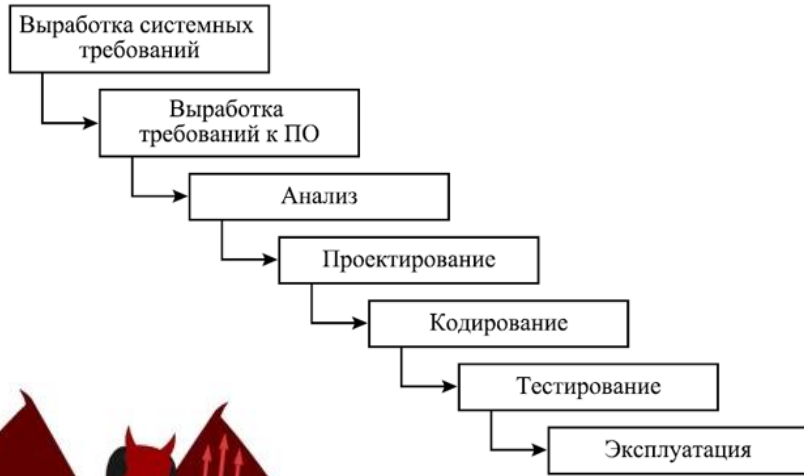 Выработка системных
требований
Выработка
требований к ПО
Анализ
Проектирование
Кодирование
Тестирование
Эксплуатация